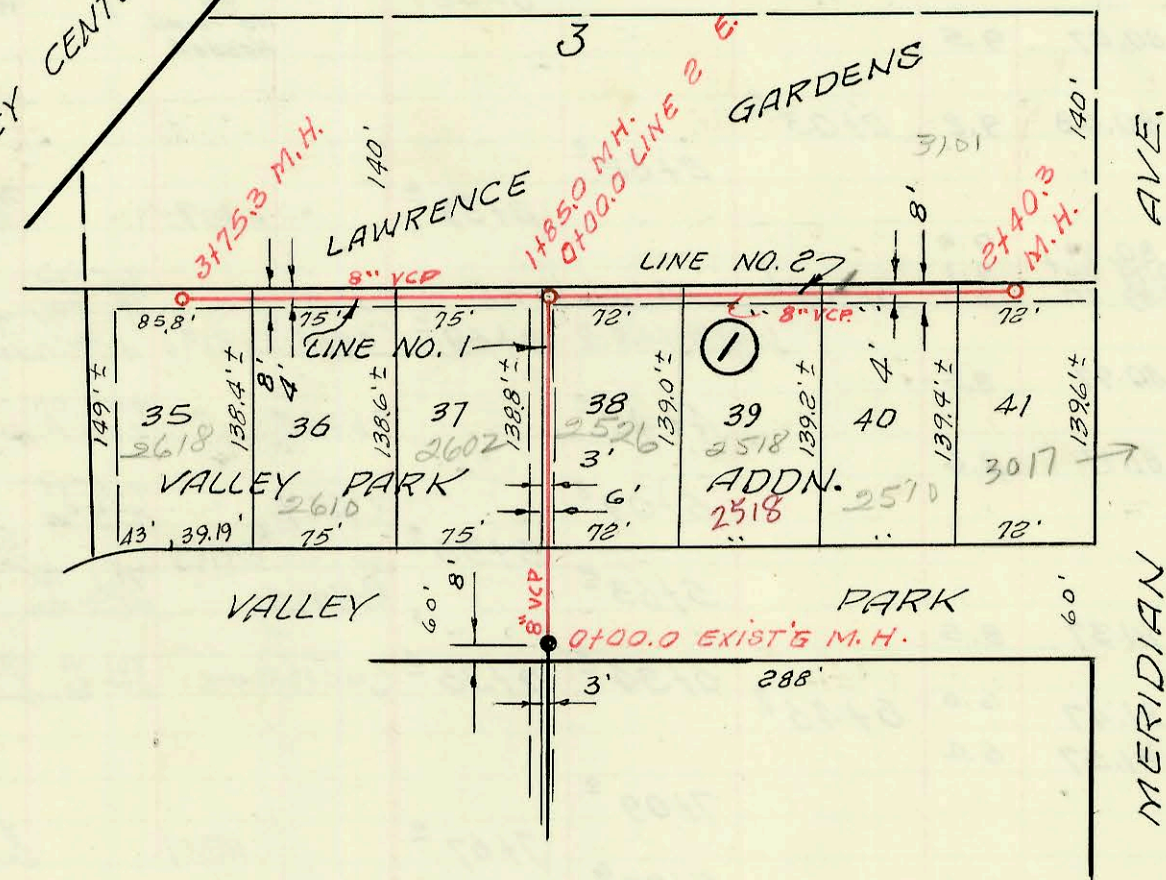 CENT
3
E.
GARDENS
3101
140'
140'
AVE.
3+75.3 M.H.
LAWRENCE
1+85.0 M.H.
0+00.0 LINE 2
8'
2+40.3
M.H.
LINE NO. 2
8" VCP
8" VCP
85.8'
75'
75'
72'
72'
LINE NO. 1
1
8'
4'
4'
149'±
138.4'±
138.6'±
138.8'±
139.0'±
139.2'±
139.4'±
139.6'±
35
36
37
38
39
40
41
2618
2602
2526
2518
3017
VALLEY PARK ADDN.
2610
3'
6'
2518
2510
43'
39.19'
75'
75'
72'
72'
VALLEY PARK
60'
8'
8" VCP
60'
0+00.0 EXIST'G M.H.
3'
288'
MERIDIAN